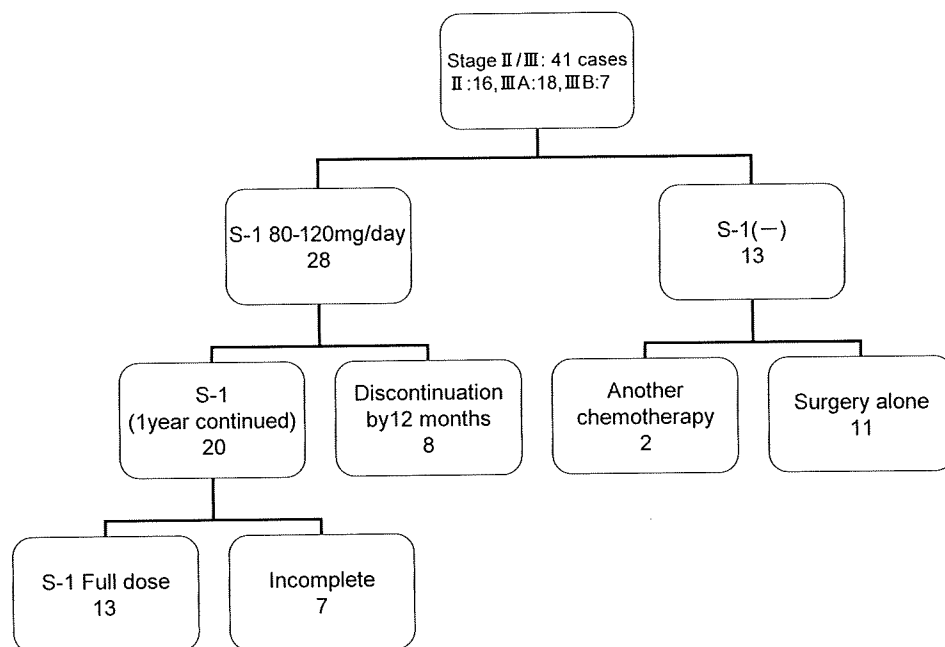 Stage Ⅱ/Ⅲ: 41 cases
Ⅱ:16,ⅢA:18,ⅢB:7
S-1 80-120mg/day
28
S-1(－)
13
S-1
(1year continued)
20
Discontinuation
by12 months
8
Another
chemotherapy
2
Surgery alone
11
S-1 Full dose
13
Incomplete
7